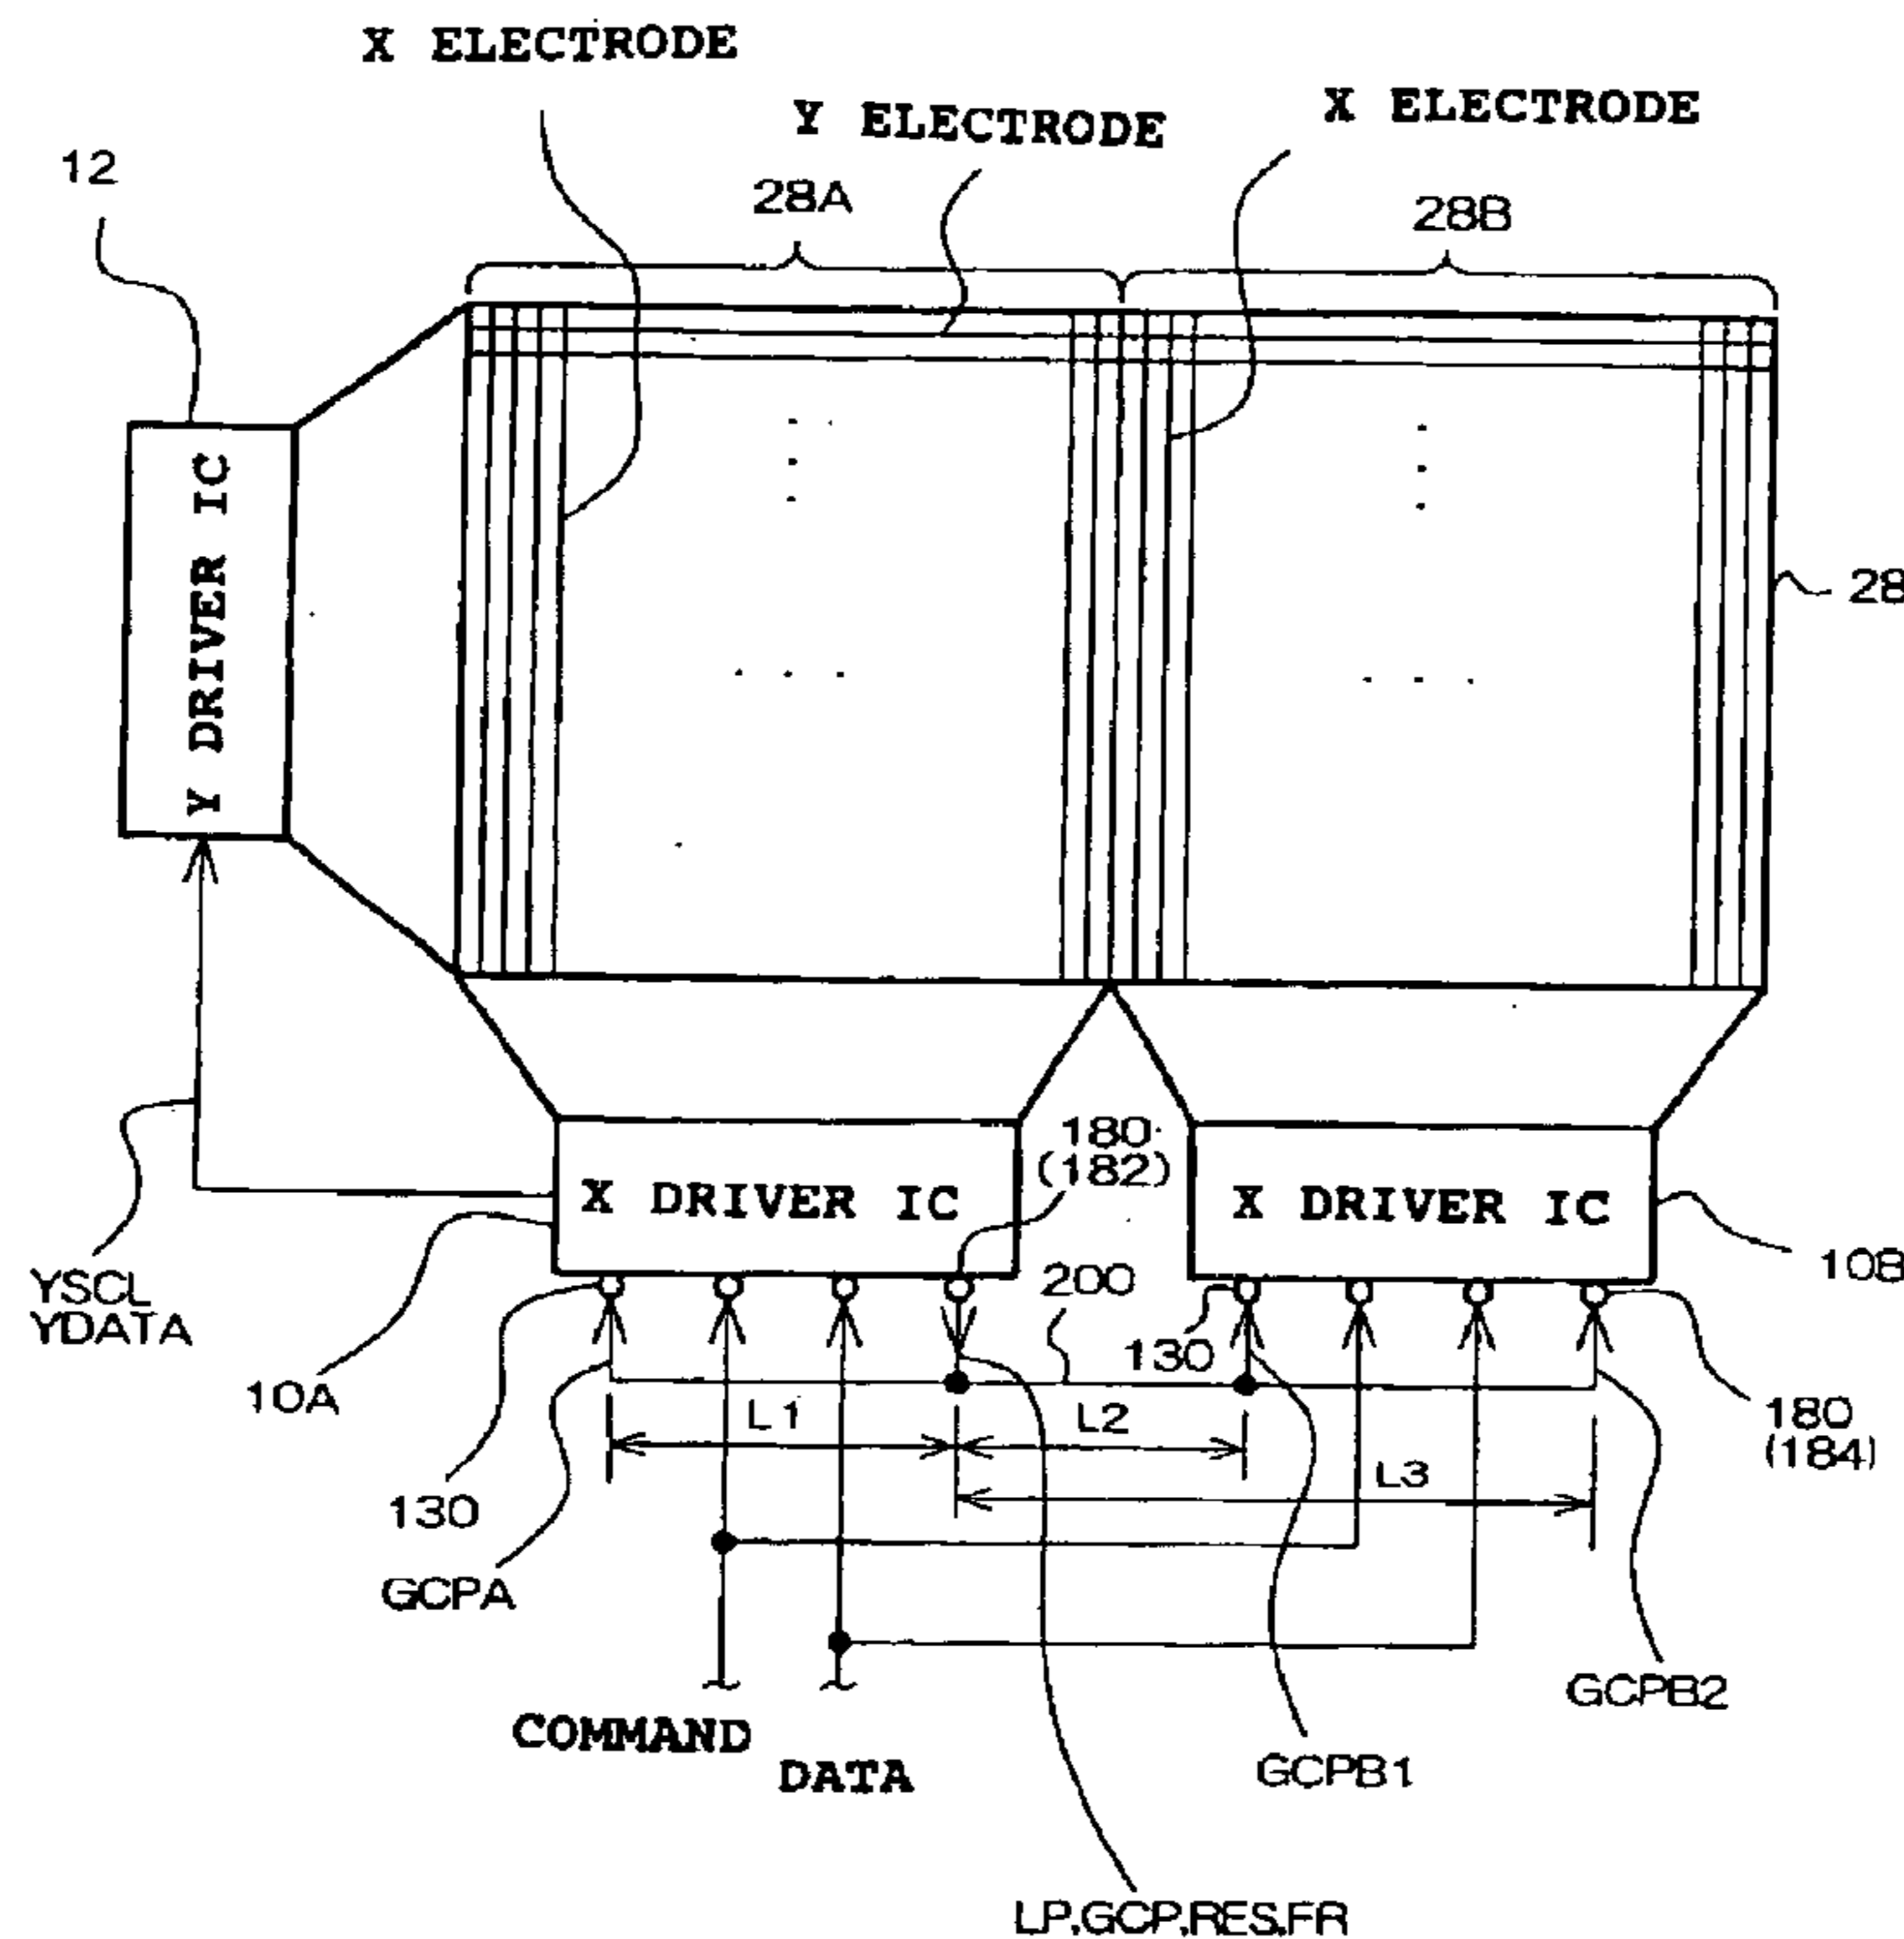 X ELECTRODE
Y ELECTRODE
X ELECTRODE
12
28A
28B
28
Y DRIVER IC
180
(182)
X DRIVER IC
X DRIVER IC
YSCL
YDATA
200
10B
10A
130
130
L1
L2
L3
180
(184)
GCPA
GCPB2
COMMAND
DATA
GCPB1
LP,GCP,RES,FR